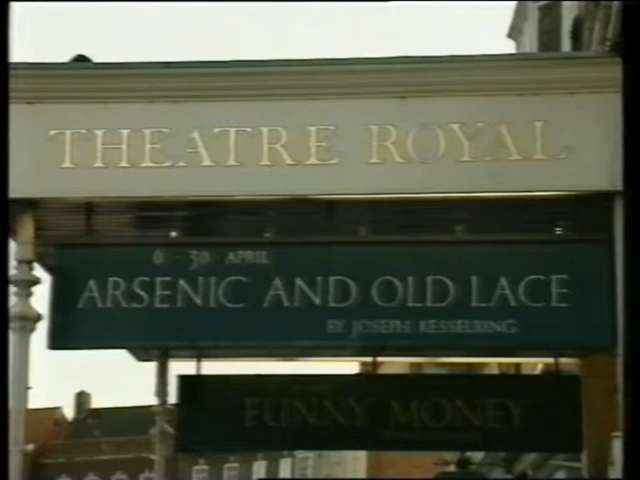 THEATRE ROYAL
6 - 30 APRIL
ARSENIC AND OLD LACE
BY JOSEPH KESSELRING
FUNNY MONEY